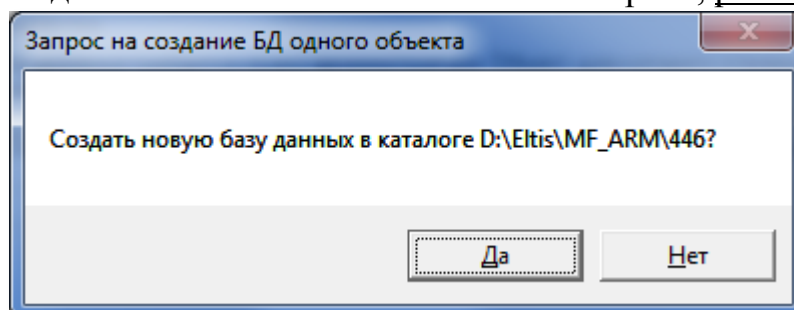 Запрос на создание БД одного объекта
Создать новую базу данных в каталоге D:\Eltis\MF_ARM\446?
Да
Нет